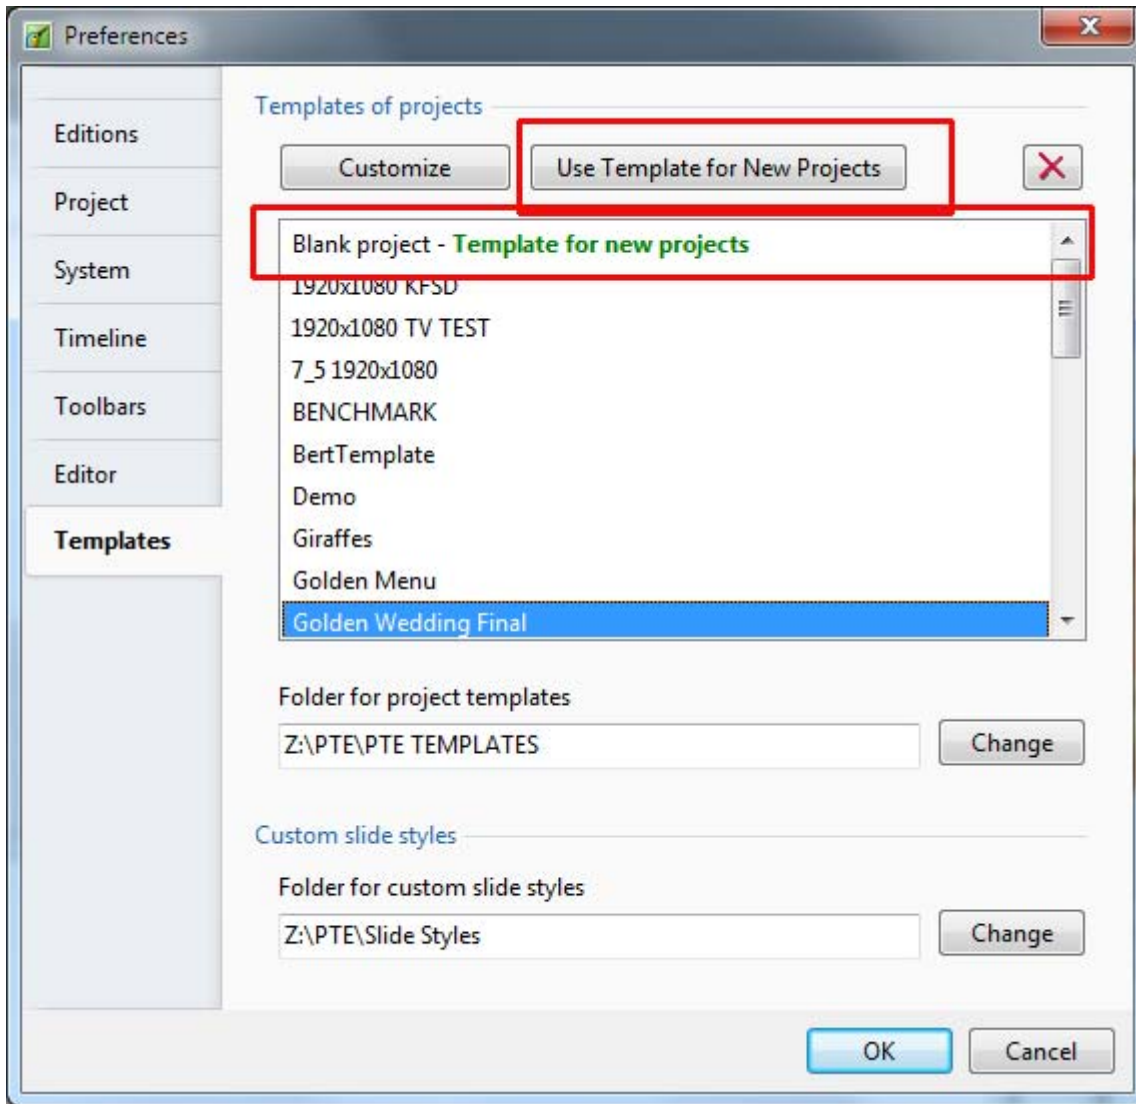 Preferences
Editions
Project
System
Timeline
Toolbars
Editor
Templates
Templates of projects
Customize
Use Template for New Projects
Blank project - Template for new projects
1920x1080 KFSD
1920x1080 TV TEST
7_5 1920x1080
BENCHMARK
BertTemplate
Demo
Giraffes
Golden Menu
Golden Wedding Final
Folder for project templates
Z:\PTE\PTE TEMPLATES
Change
Custom slide styles
Folder for custom slide styles
Z:\PTE\Slide Styles
Change
OK
Cancel